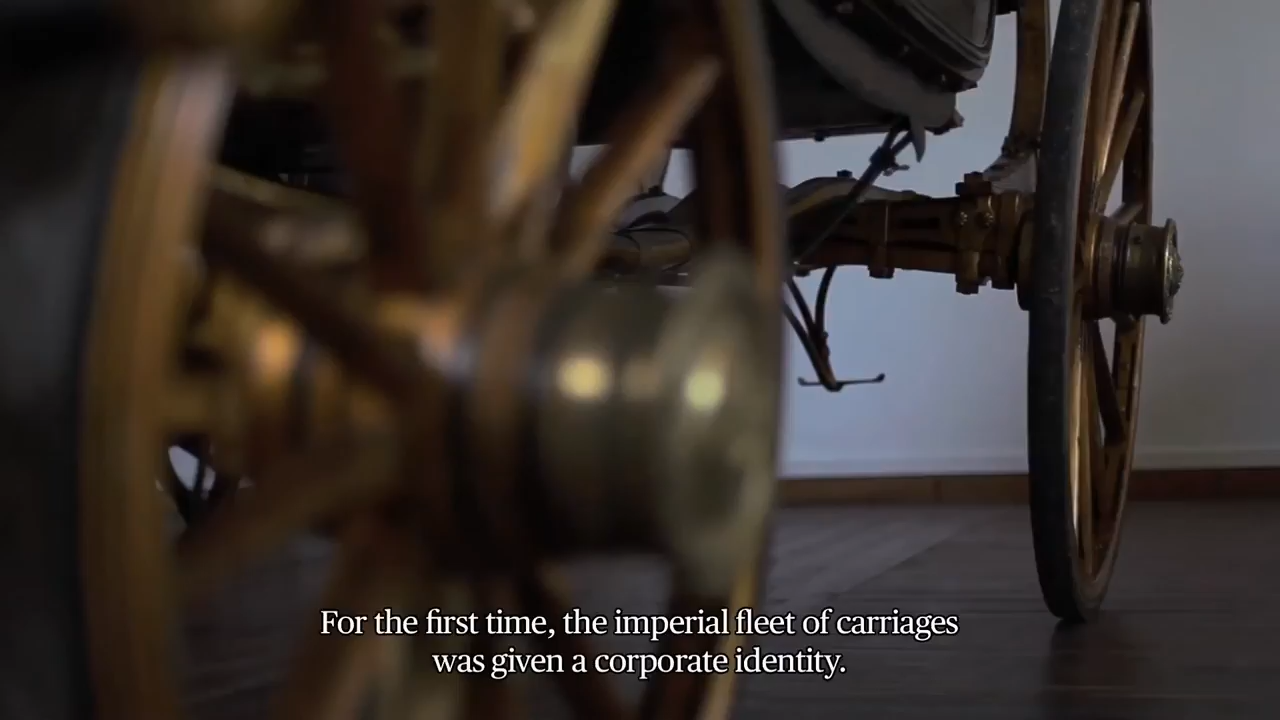 For the first time, the imperial fleet of carriages
was given a corporate identity.